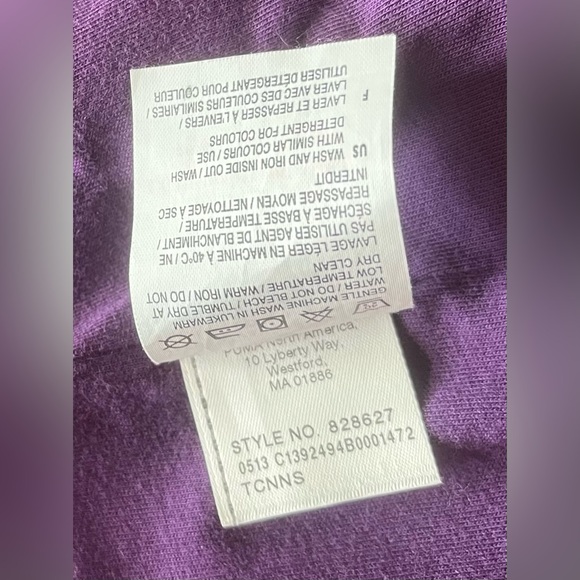 GENTLE MACHINE WASH IN LUKEWARM
WATER / DO NOT BLEACH / TUMBLE DRY AT
LOW TEMPERATURE / WARM IRON / DO NOT
DRY CLEAN
LAVAGE LÉGER EN MACHINE À 40°C / NE
PAS UTILISER AGENT DE BLANCHIMENT /
SÉCHAGE À BASSE TEMPÉRATURE /
REPASSAGE MOYEN / NETTOYAGE À SEC
INTERDIT
US WASH AND IRON INSIDE OUT / WASH
WITH SIMILAR COLOURS / USE
DETERGENT FOR COLOURS
F LAVER ET REPASSER À L'ENVERS /
LAVER AVEC DES COULEURS SIMILAIRES /
UTILISER DÉTERGEANT POUR COULEUR
PUMA North America,
10 Lyberty Way,
Westford,
MA 01886
STYLE NO. 828627
0513 C1392494B0001472
TCNNS